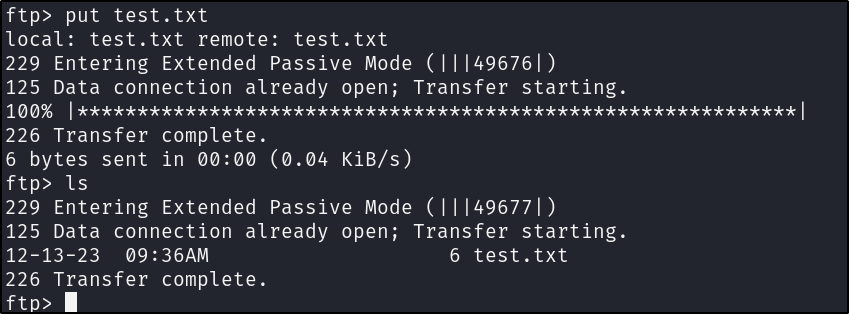 ftp> put test.txt
local: test.txt remote: test.txt
229 Entering Extended Passive Mode (|||49676|)
125 Data connection already open; Transfer starting.
100% |************************************************************|
226 Transfer complete.
6 bytes sent in 00:00 (0.04 KiB/s)
ftp> ls
229 Entering Extended Passive Mode (|||49677|)
125 Data connection already open; Transfer starting.
12-13-23  09:36AM                    6 test.txt
226 Transfer complete.
ftp>